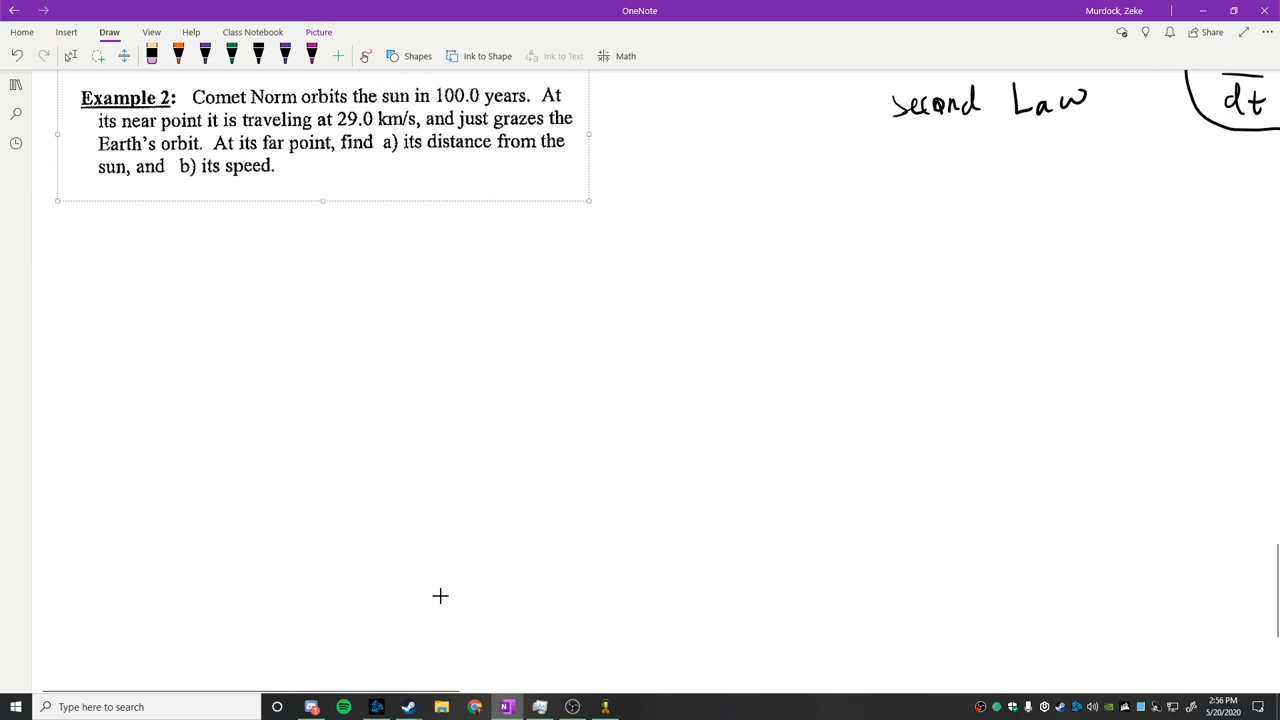 OneNote
Murdock, Zeke
Home Insert Draw View Help Class Notebook Picture
Share
Shapes Ink to Shape Ink to Text Math
Example 2: Comet Norm orbits the sun in 100.0 years. At
its near point it is traveling at 29.0 km/s, and just grazes the
Earth's orbit. At its far point, find a) its distance from the
sun, and b) its speed.
second Law
dt
Type here to search
2:56 PM
5/20/2020